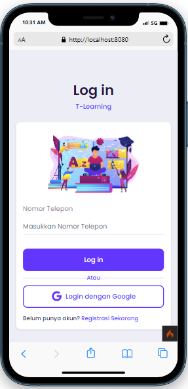 10:31 AM
5G
AA
http://localhost:8080
Log in
T-Learning
Nomor Telepon
Masukkan Nomor Telepon
Log in
Atau
Login dengan Google
Belum punya akun? Registrasi Sekarang